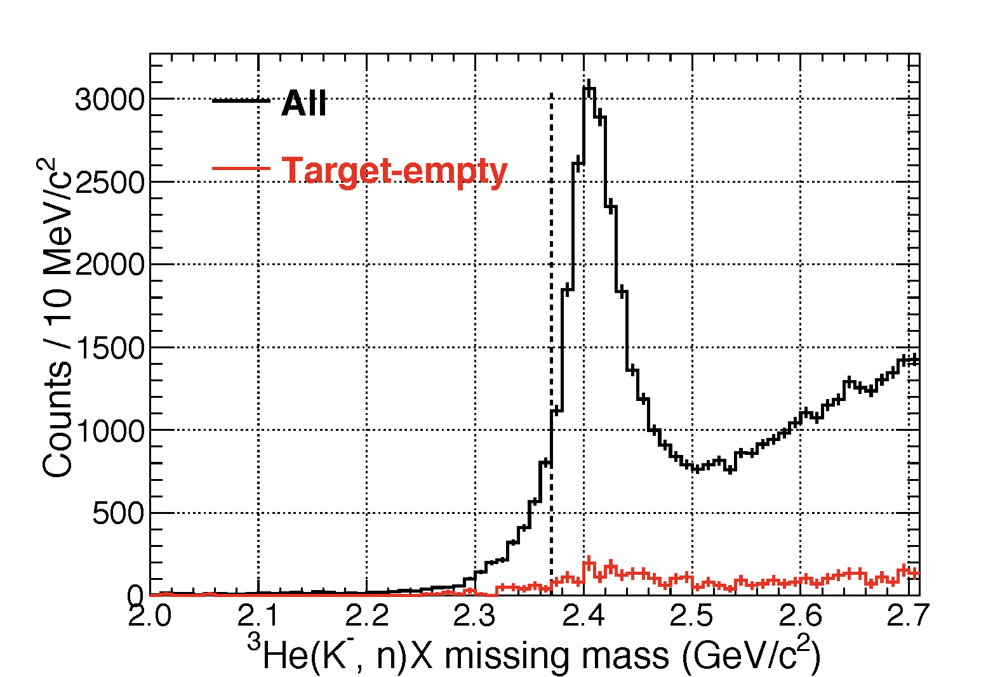 All
Target-empty
Counts / 10 MeV/c²
3000
2500
2000
1500
1000
500
0
2.0 2.1 2.2 2.3 2.4 2.5 2.6 2.7
³He(K⁻, n)X missing mass (GeV/c²)